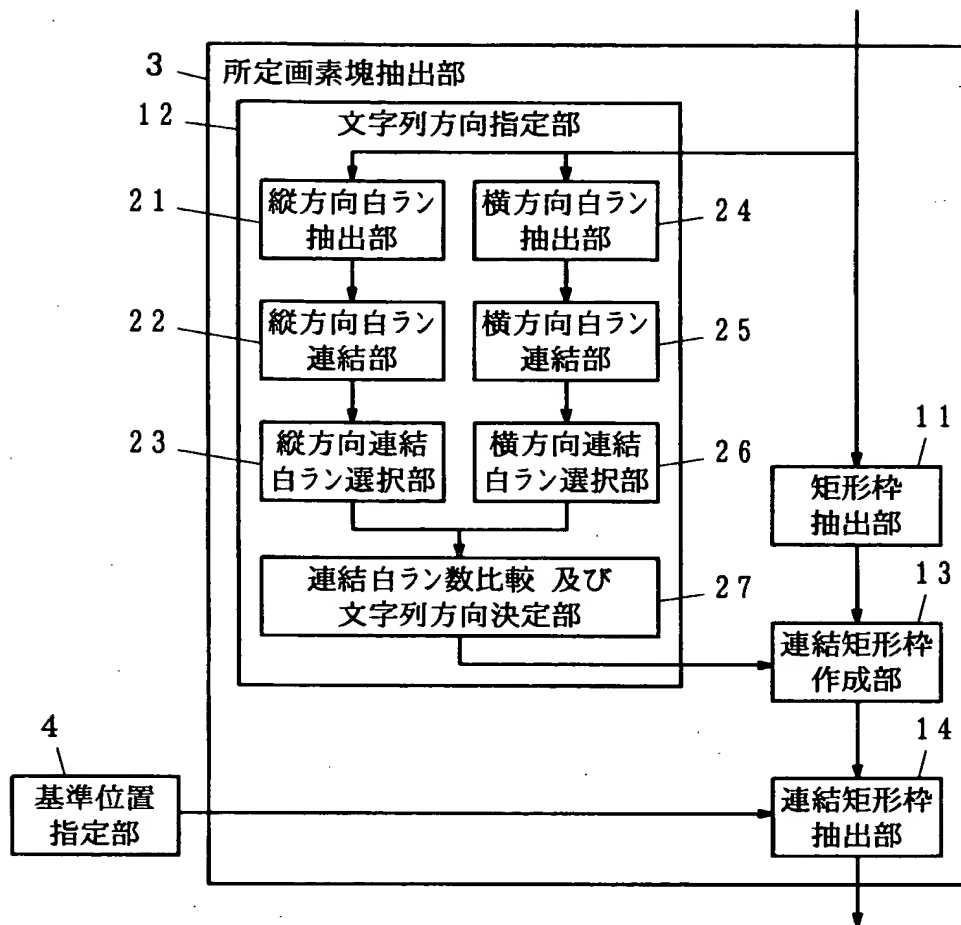 3
所定画素塊抽出部
12
文字列方向指定部
21
縦方向白ラン
抽出部
横方向白ラン
抽出部
24
22
縦方向白ラン
連結部
横方向白ラン
連結部
25
23
縦方向連結
白ラン選択部
横方向連結
白ラン選択部
26
11
矩形枠
抽出部
連結白ラン数比較 及び
文字列方向決定部
27
13
連結矩形枠
作成部
4
基準位置
指定部
14
連結矩形枠
抽出部